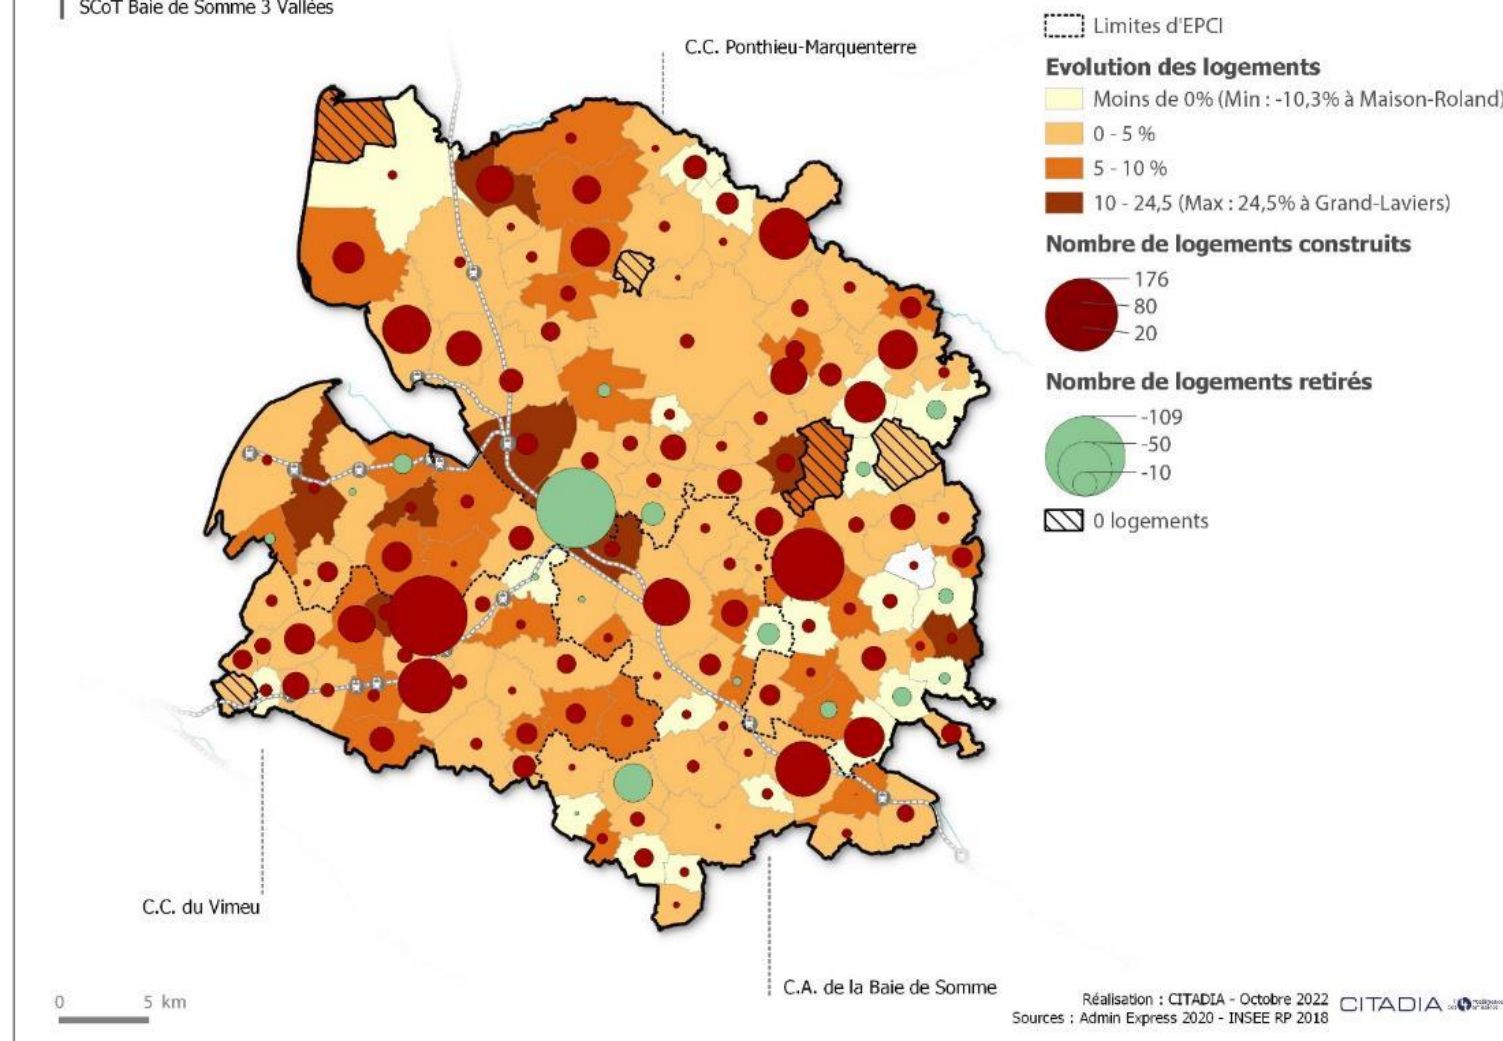 SCoT Baie de Somme 3 Vallées
C.C. Ponthieu-Marquenterre
Limites d'EPCI
Evolution des logements
Moins de 0% (Min : -10,3% à Maison-Roland)
0 - 5 %
5 - 10 %
10 - 24,5 (Max : 24,5% à Grand-Laviers)
Nombre de logements construits
176
80
20
Nombre de logements retirés
-109
-50
-10
0 logements
C.C. du Vimeu
C.A. de la Baie de Somme
0 5 km
Réalisation : CITADIA - Octobre 2022
Sources : Admin Express 2020 - INSEE RP 2018
CITADIA